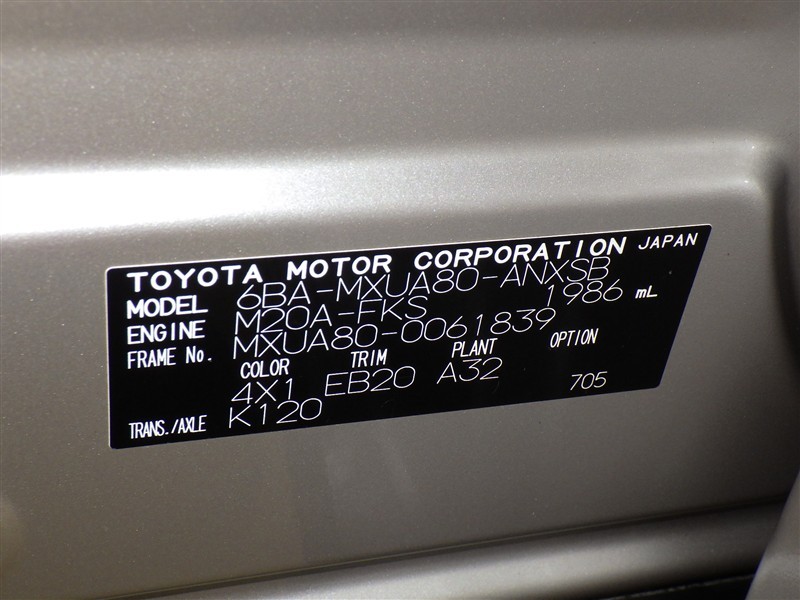 TOYOTA MOTOR CORPORATION JAPAN
MODEL 6BA-MXUA80-ANXSB
ENGINE M20A-FKS 1986 mL
FRAME No. MXUA80-0061839
COLOR TRIM PLANT OPTION
4X1 EB20 A32
TRANS./AXLE K120 705